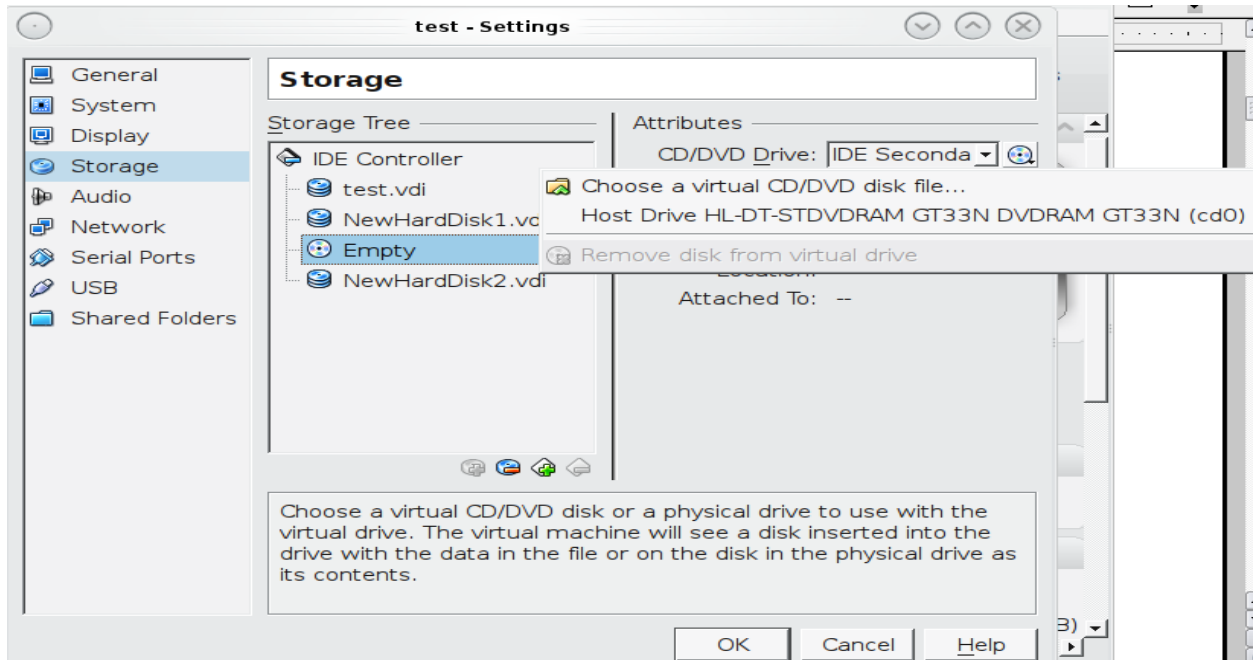 test - Settings
General
System
Display
Storage
Audio
Network
Serial Ports
USB
Shared Folders
Storage
Storage Tree
IDE Controller
test.vdi
NewHardDisk1.vd
Empty
NewHardDisk2.vdi
Attributes
CD/DVD Drive: IDE Seconda
Choose a virtual CD/DVD disk file...
Host Drive HL-DT-STDVDRAM GT33N DVDRAM GT33N (cd0)
Remove disk from virtual drive
Location:
Attached To: --
Choose a virtual CD/DVD disk or a physical drive to use with the
virtual drive. The virtual machine will see a disk inserted into the
drive with the data in the file or on the disk in the physical drive as
its contents.
OK Cancel Help
B)